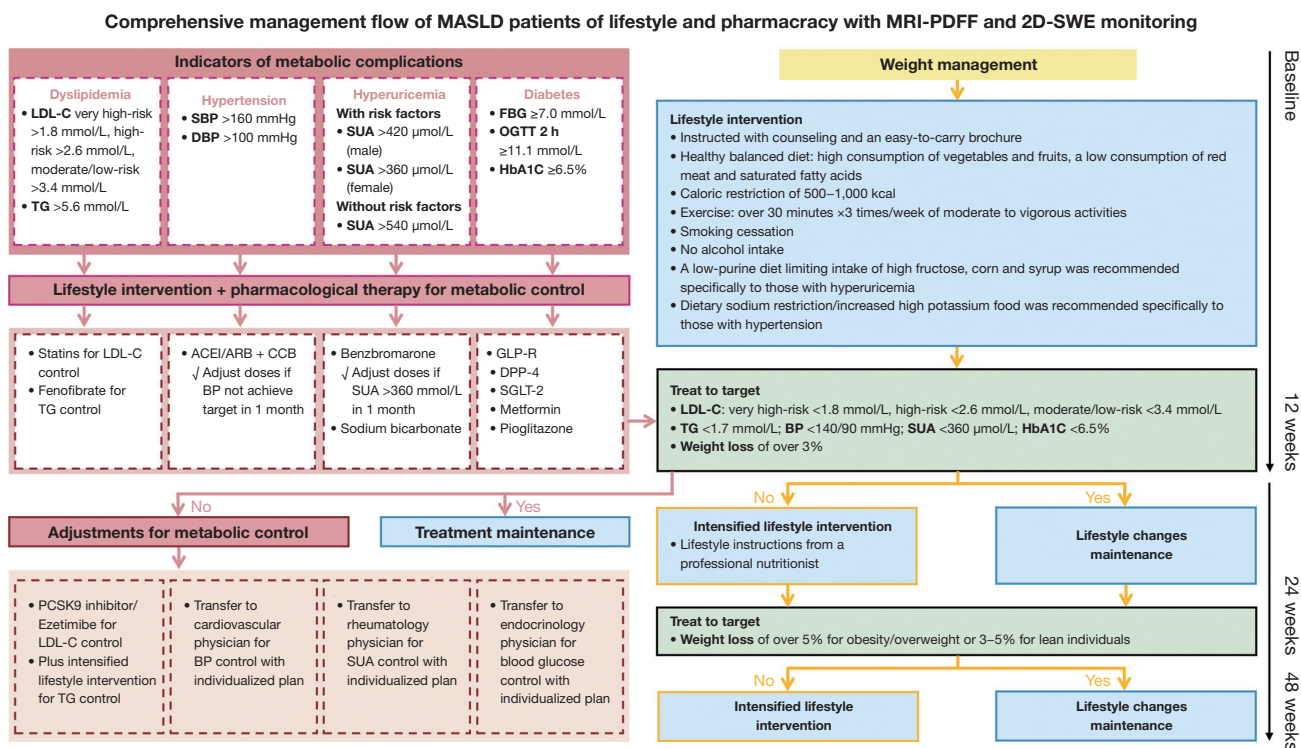 Comprehensive management flow of MASLD patients of lifestyle and pharmacracy with MRI-PDFF and 2D-SWE monitoring
Indicators of metabolic complications
Dyslipidemia
• LDL-C very high-risk
>1.8 mmol/L, high-
risk >2.6 mmol/L,
moderate/low-risk
>3.4 mmol/L
• TG >5.6 mmol/L
Hypertension
• SBP >160 mmHg
• DBP >100 mmHg
Hyperuricemia
With risk factors
• SUA >420 μmol/L
(male)
• SUA >360 μmol/L
(female)
Without risk factors
• SUA >540 μmol/L
Diabetes
• FBG ≥7.0 mmol/L
• OGTT 2 h
≥11.1 mmol/L
• HbA1C ≥6.5%
Lifestyle intervention + pharmacological therapy for metabolic control
• Statins for LDL-C
control
• Fenofibrate for
TG control
• ACEI/ARB + CCB
√ Adjust doses if
BP not achieve
target in 1 month
• Benzbromarone
√ Adjust doses if
SUA >360 mmol/L
in 1 month
• Sodium bicarbonate
• GLP-R
• DPP-4
• SGLT-2
• Metformin
• Pioglitazone
No
Yes
Adjustments for metabolic control
Treatment maintenance
• PCSK9 inhibitor/
Ezetimibe for
LDL-C control
• Plus intensified
lifestyle intervention
for TG control
• Transfer to
cardiovascular
physician for
BP control with
individualized plan
• Transfer to
rheumatology
physician for
SUA control with
individualized plan
• Transfer to
endocrinology
physician for
blood glucose
control with
individualized plan
Weight management
Lifestyle intervention
• Instructed with counseling and an easy-to-carry brochure
• Healthy balanced diet: high consumption of vegetables and fruits, a low consumption of red
meat and saturated fatty acids
• Caloric restriction of 500–1,000 kcal
• Exercise: over 30 minutes ×3 times/week of moderate to vigorous activities
• Smoking cessation
• No alcohol intake
• A low-purine diet limiting intake of high fructose, corn and syrup was recommended
specifically to those with hyperuricemia
• Dietary sodium restriction/increased high potassium food was recommended specifically to
those with hypertension
Treat to target
• LDL-C: very high-risk <1.8 mmol/L, high-risk <2.6 mmol/L, moderate/low-risk <3.4 mmol/L
• TG <1.7 mmol/L; BP <140/90 mmHg; SUA <360 μmol/L; HbA1C <6.5%
• Weight loss of over 3%
No
Yes
Intensified lifestyle intervention
• Lifestyle instructions from a
professional nutritionist
Lifestyle changes
maintenance
Treat to target
• Weight loss of over 5% for obesity/overweight or 3–5% for lean individuals
No
Yes
Intensified lifestyle
intervention
Lifestyle changes
maintenance
Baseline
12 weeks
24 weeks
48 weeks